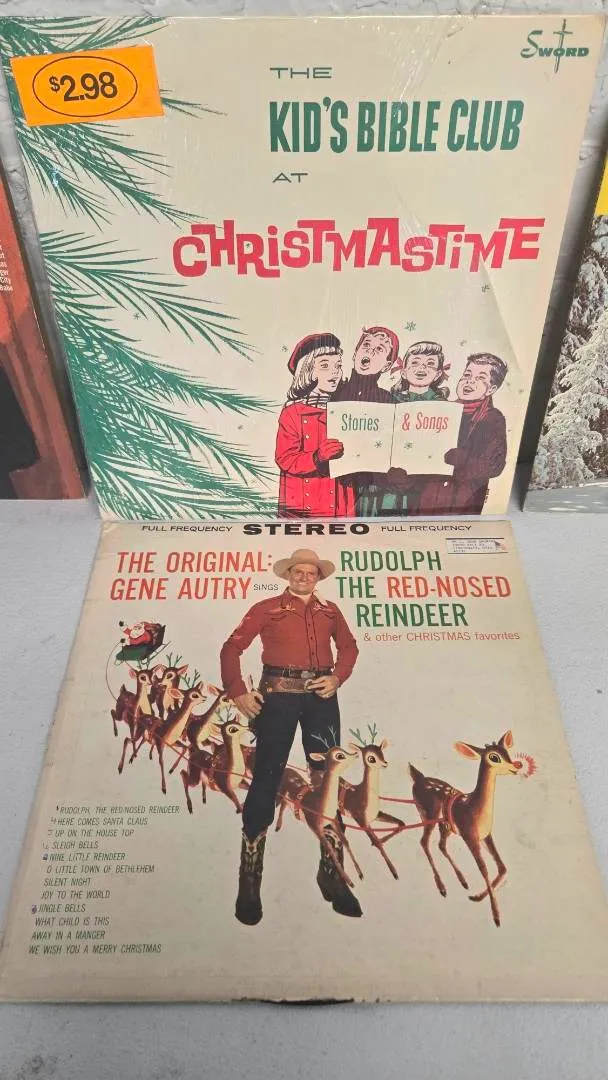 $2.98
SWORD
THE
KID'S BIBLE CLUB
AT
CHRISTMASTIME
Stories & Songs
FULL FREQUENCY STEREO FULL FREQUENCY
THE ORIGINAL: RUDOLPH
GENE AUTRY SINGS THE RED-NOSED
REINDEER
& other CHRISTMAS favorites
RUDOLPH, THE RED-NOSED REINDEER
HERE COMES SANTA CLAUS
UP ON THE HOUSE TOP
SLEIGH BELLS
NINE LITTLE REINDEER
O LITTLE TOWN OF BETHLEHEM
SILENT NIGHT
JOY TO THE WORLD
JINGLE BELLS
WHAT CHILD IS THIS
AWAY IN A MANGER
WE WISH YOU A MERRY CHRISTMAS